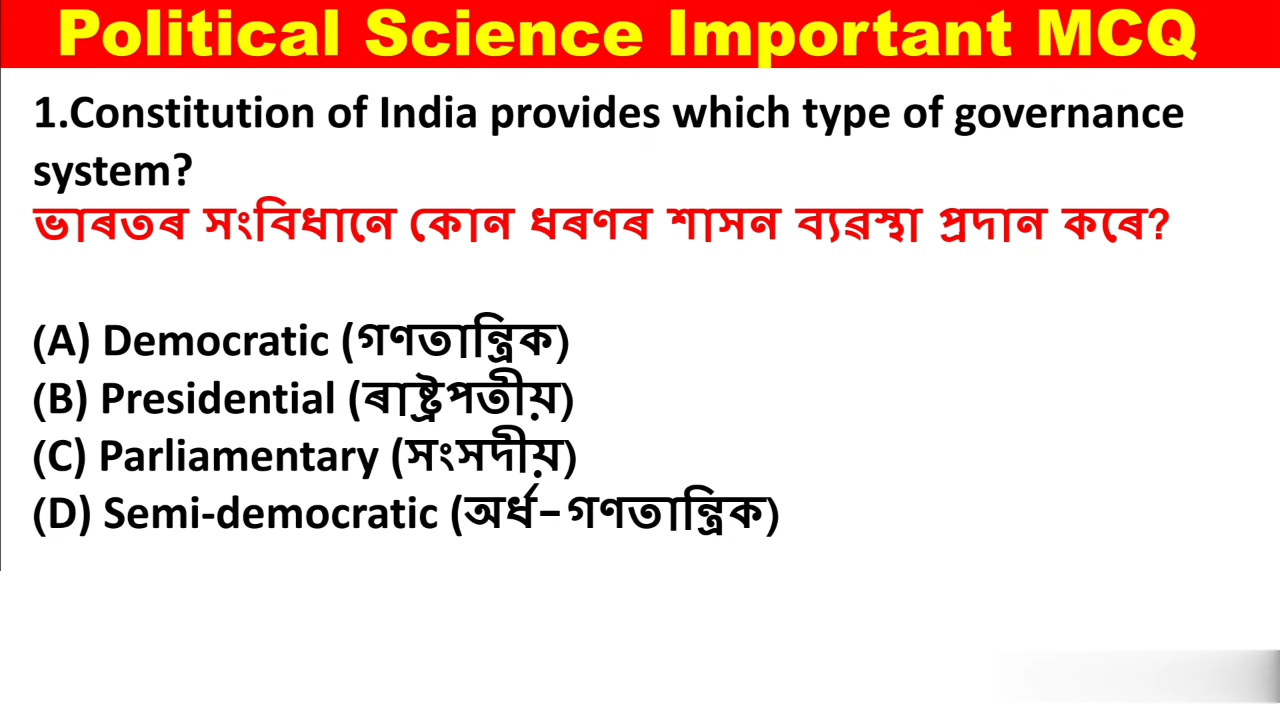 Political Science Important MCQ
1.Constitution of India provides which type of governance
system?
ভাৰতৰ সংবিধানে কোন ধৰণৰ শাসন ব্যৱস্থা প্ৰদান কৰে?
(A) Democratic (গণতান্ত্ৰিক)
(B) Presidential (ৰাষ্ট্ৰপতীয়)
(C) Parliamentary (সংসদীয়)
(D) Semi-democratic (অৰ্ধ-গণতান্ত্ৰিক)